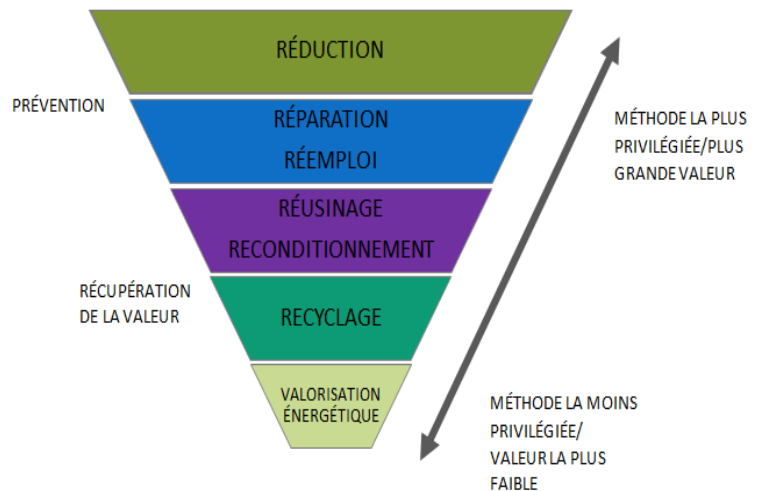 RÉDUCTION
PRÉVENTION
RÉPARATION
RÉEMPLOI
MÉTHODE LA PLUS
PRIVILÉGIÉE/PLUS
GRANDE VALEUR
RÉUSINAGE
RECONDITIONNEMENT
RÉCUPÉRATION
DE LA VALEUR
RECYCLAGE
VALORISATION
ÉNERGÉTIQUE
MÉTHODE LA MOINS
PRIVILÉGIÉE/
VALEUR LA PLUS
FAIBLE